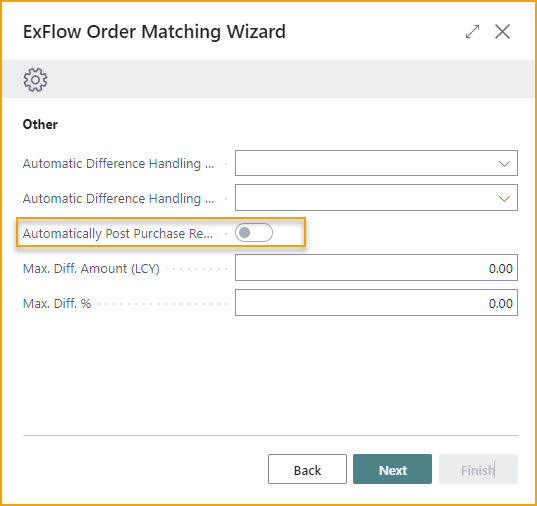 ExFlow Order Matching Wizard
Other
Automatic Difference Handling ...
Automatic Difference Handling ...
Automatically Post Purchase Re...
Max. Diff. Amount (LCY) 0.00
Max. Diff. % 0.00
Back Next Finish